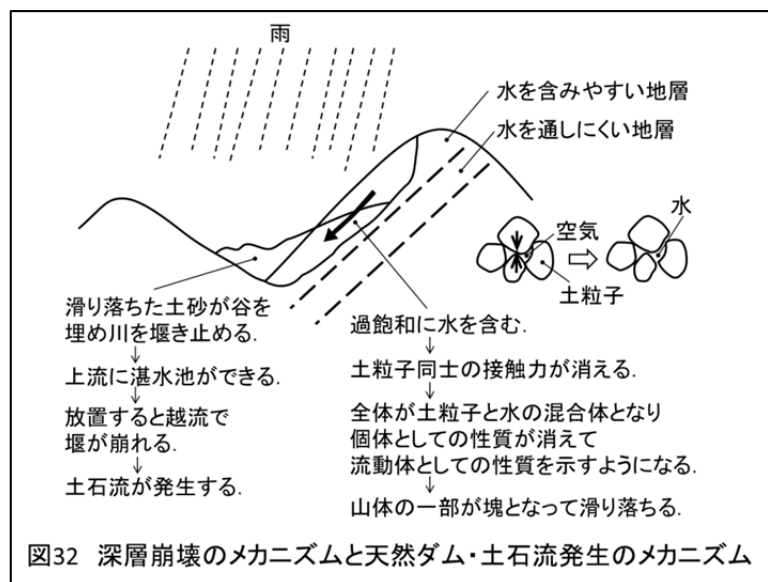 雨
水を含みやすい地層
水を通しにくい地層
水
空気
土粒子
滑り落ちた土砂が谷を
埋め川を堰き止める.
↓
上流に湛水池ができる.
↓
放置すると越流で
堰が崩れる.
↓
土石流が発生する.
過飽和に水を含む.
↓
土粒子同士の接触力が消える.
↓
全体が土粒子と水の混合体となり
個体としての性質が消えて
流動体としての性質を示すようになる.
↓
山体の一部が塊となって滑り落ちる.
図32 深層崩壊のメカニズムと天然ダム・土石流発生のメカニズム